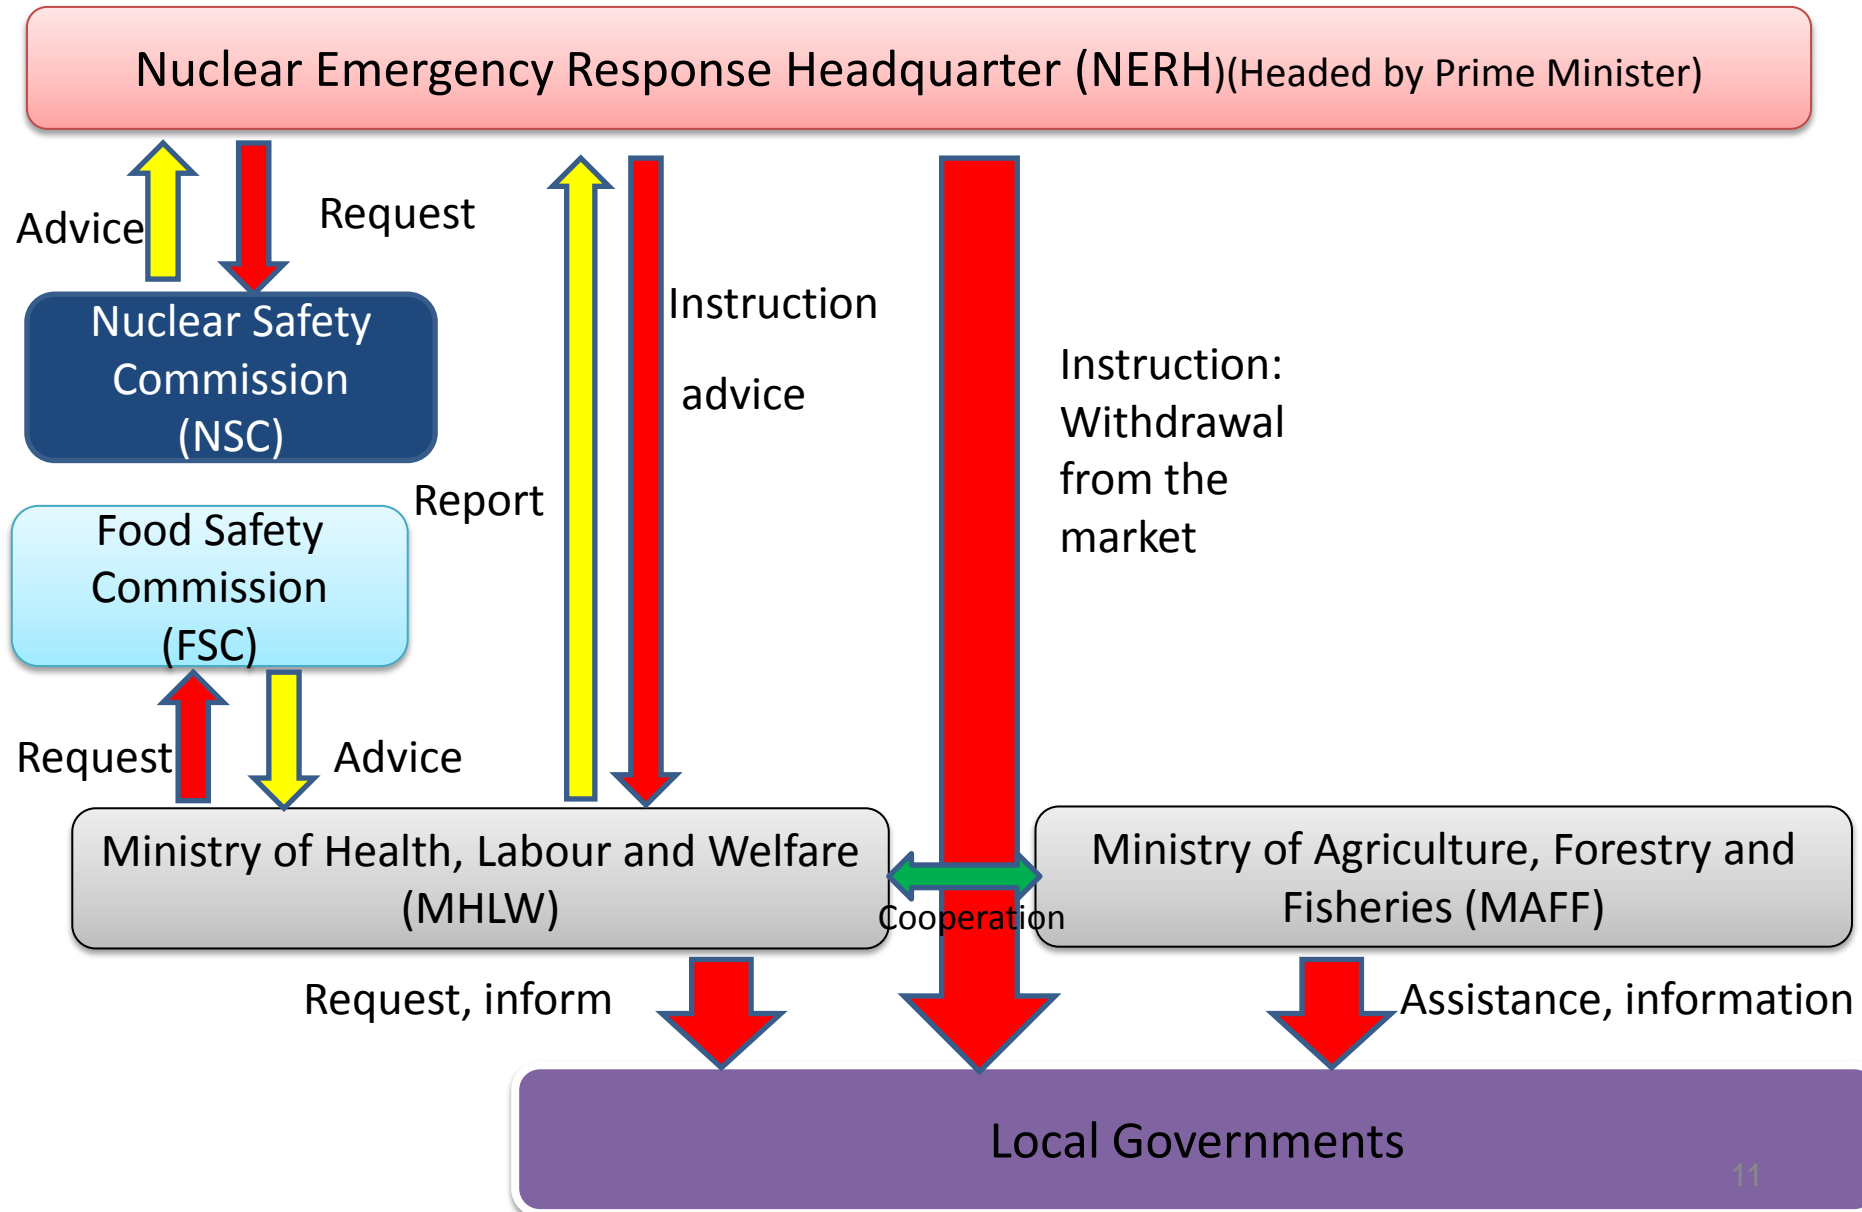 Nuclear Emergency Response Headquarter (NERH)(Headed by Prime Minister)
Advice
Request
Nuclear Safety
Commission
(NSC)
Instruction
advice
Instruction:
Withdrawal
from the
market
Report
Food Safety
Commission
(FSC)
Request
Advice
Ministry of Health, Labour and Welfare
(MHLW)
Cooperation
Ministry of Agriculture, Forestry and
Fisheries (MAFF)
Request, inform
Assistance, information
Local Governments
11